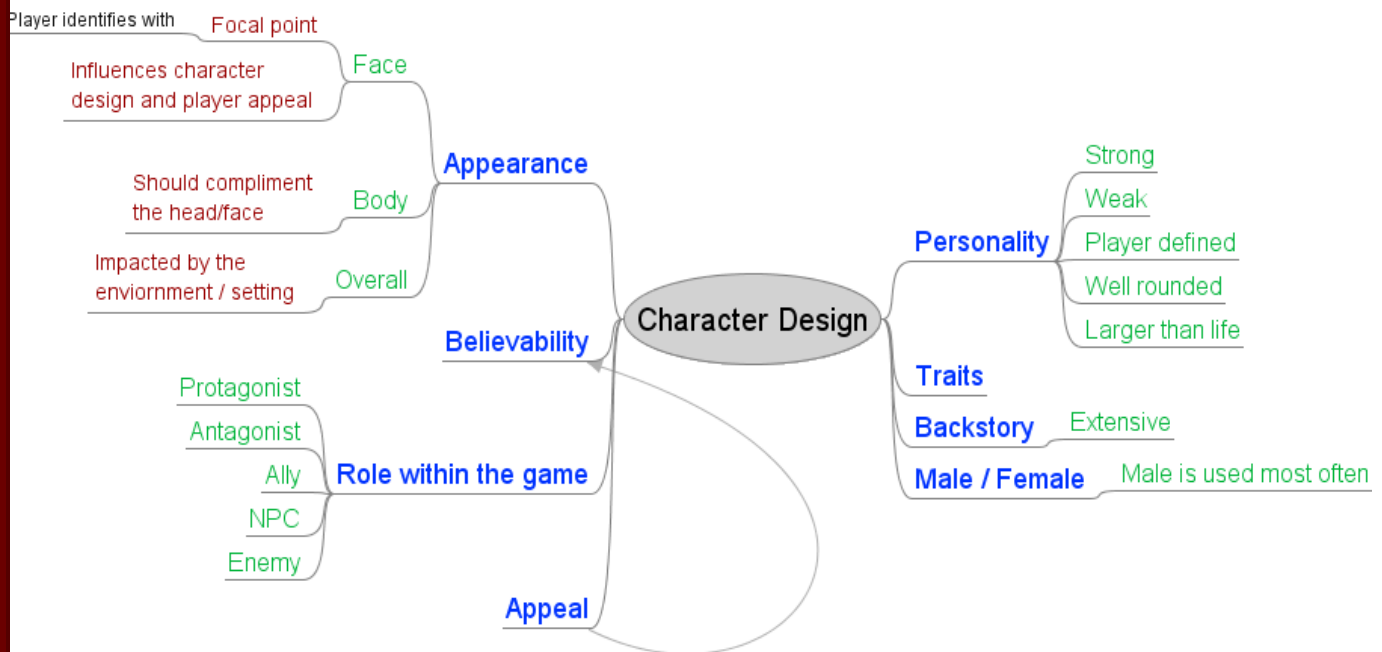 Player identifies with
Focal point
Face
Influences character
design and player appeal
Appearance
Should compliment
the head/face
Body
Impacted by the
enviornment / setting
Overall
Believability
Protagonist
Antagonist
Ally
NPC
Enemy
Role within the game
Appeal
Character Design
Personality
Strong
Weak
Player defined
Well rounded
Larger than life
Traits
Backstory
Extensive
Male / Female
Male is used most often